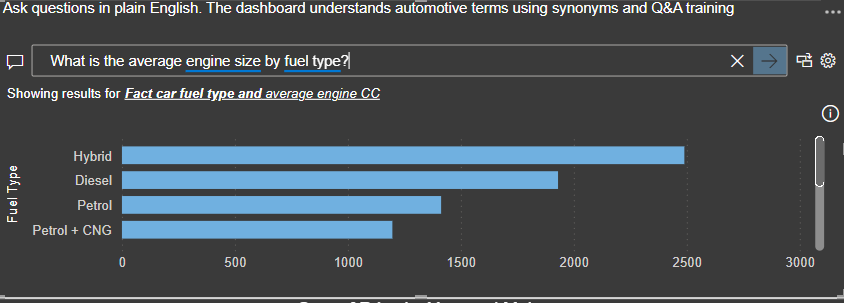 Ask questions in plain English. The dashboard understands automotive terms using synonyms and Q&A training
What is the average engine size by fuel type?
Showing results for Fact car fuel type and average engine CC
Fuel Type
Hybrid
Diesel
Petrol
Petrol + CNG
0 500 1000 1500 2000 2500 3000